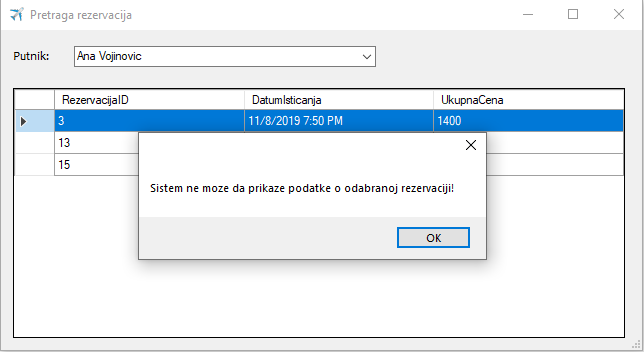 Pretraga rezervacija
Putnik: Ana Vojinovic
RezervacijaID DatumIsticanja UkupnaCena
3 11/8/2019 7:50 PM 1400
13
15
Sistem ne moze da prikaze podatke o odabranoj rezervaciji!
OK